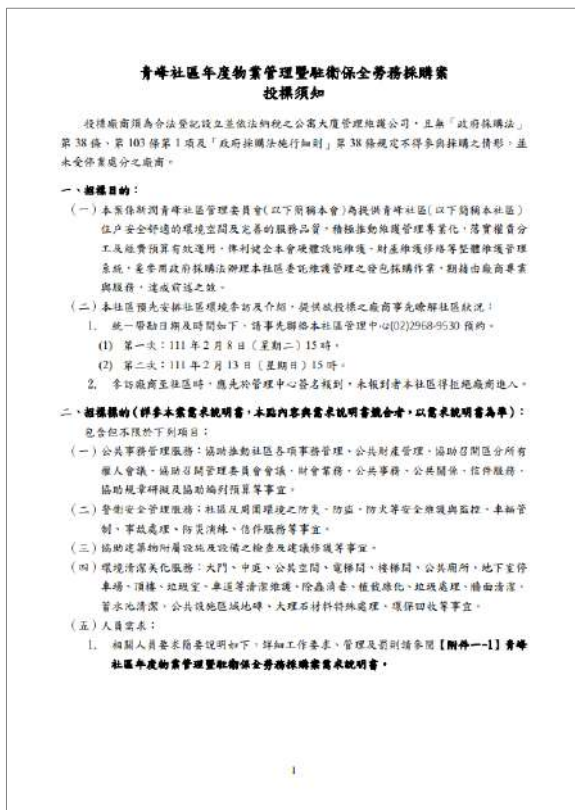 青峰社區年度物業管理暨駐衛保全勞務採購案
投標須知
投標廠商須為合法登記設立並依法納稅之公寓大廈管理維護公司,且無「政府採購法」
第 38 條、第 103 條第 1 項及「政府採購法施行細則」第 38 條規定不得參與採購之情形,並
未受停業處分之廠商。
一、招標目的:
(一)本案係新潤青峰社區管理委員會(以下簡稱本會)為提供青峰社區(以下簡稱本社區)
住戶安全舒適的環境空間及完善的服務品質,積極推動維護管理專業化,落實權責分
工及經費預算有效運用,俾利健全本會硬體設施維護、財產維護修繕等整體維護管理
系統,爰參用政府採購法辦理本社區委託維護管理之發包採購作業,期藉由廠商專業
與服務,達成前述之效。
(二)本社區預先安排社區環境參訪及介紹,提供欲投標之廠商事先瞭解社區狀況:
1. 統一帶勘日期及時間如下,請事先聯絡本社區管理中心(02)2968-9530 預約。
(1) 第一次:111 年 2 月 8 日(星期二)15 時。
(2) 第二次:111 年 2 月 13 日(星期日)15 時。
2. 參訪廠商至社區時,應先於管理中心簽名報到,未報到者本社區得拒絕廠商進入。
二、招標標的(詳參本案需求說明書,本點內容與需求說明書競合者,以需求說明書為準):
包含但不限於下列項目:
(一)公共事務管理服務:協助推動社區各項事務管理、公共財產管理、協助召開區分所有
權人會議、協助召開管理委員會會議、財會業務、公共事務、公共關係、信件服務、
協助規章研擬及協助編列預算等事宜。
(二)警衛安全管理服務:社區及周圍環境之防災、防盜、防火等安全維護與監控、車輛管
制、事故處理、防災演練、信件服務等事宜。
(三)協助建築物附屬設施及設備之檢查及建議修護等事宜。
(四)環境清潔美化服務:大門、中庭、公共空間、電梯間、樓梯間、公共廁所、地下室停
車場、頂樓、垃圾室、車道等清潔維護、除蟲消毒、植栽綠化、垃圾處理、牆面清潔、
蓄水池清潔、公共設施區域地磚、大理石材料特殊處理、環保回收等事宜。
(五)人員需求:
1. 相關人員要求簡要說明如下,詳細工作要求、管理及罰則請參閱【附件一-1】青峰
社區年度物業管理暨駐衛保全勞務採購案需求說明書。
1